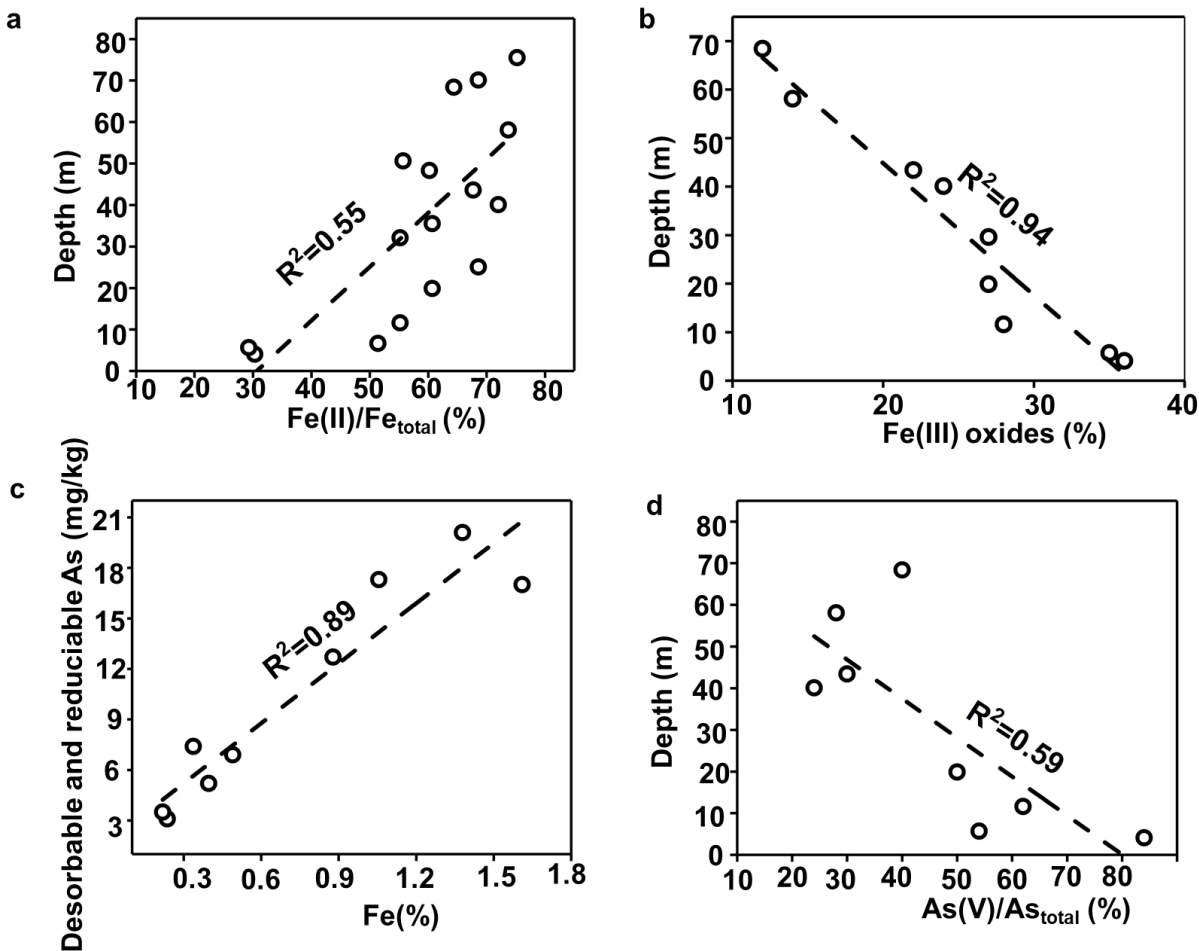 a
80
70
60
50
40
30
20
10
0
Depth (m)
R²=0.55
10 20 30 40 50 60 70 80
Fe(II)/Fetotal (%)
b
70
60
50
40
30
20
10
0
Depth (m)
R²=0.94
10 20 30 40
Fe(III) oxides (%)
c
21
18
15
12
9
6
3
Desorbable and reduciable As (mg/kg)
R²=0.89
0.3 0.6 0.9 1.2 1.5 1.8
Fe(%)
d
80
70
60
50
40
30
20
10
0
Depth (m)
R²=0.59
10 20 30 40 50 60 70 80
As(V)/Astotal (%)